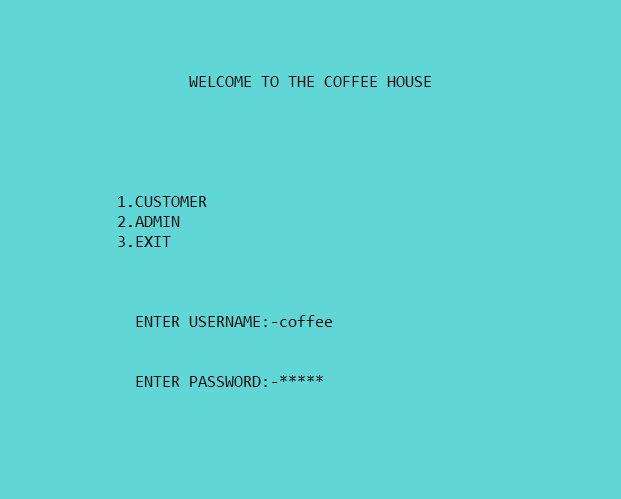 WELCOME TO THE COFFEE HOUSE
1.CUSTOMER
2.ADMIN
3.EXIT
ENTER USERNAME:-coffee
ENTER PASSWORD:-*****